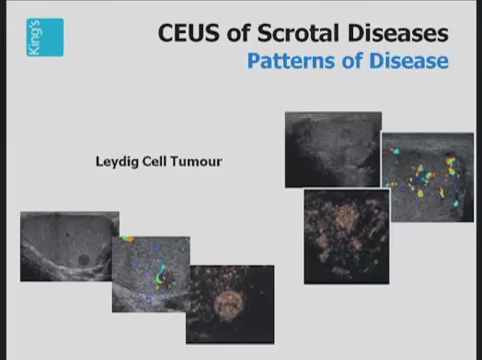 King's
CEUS of Scrotal Diseases
Patterns of Disease
Leydig Cell Tumour